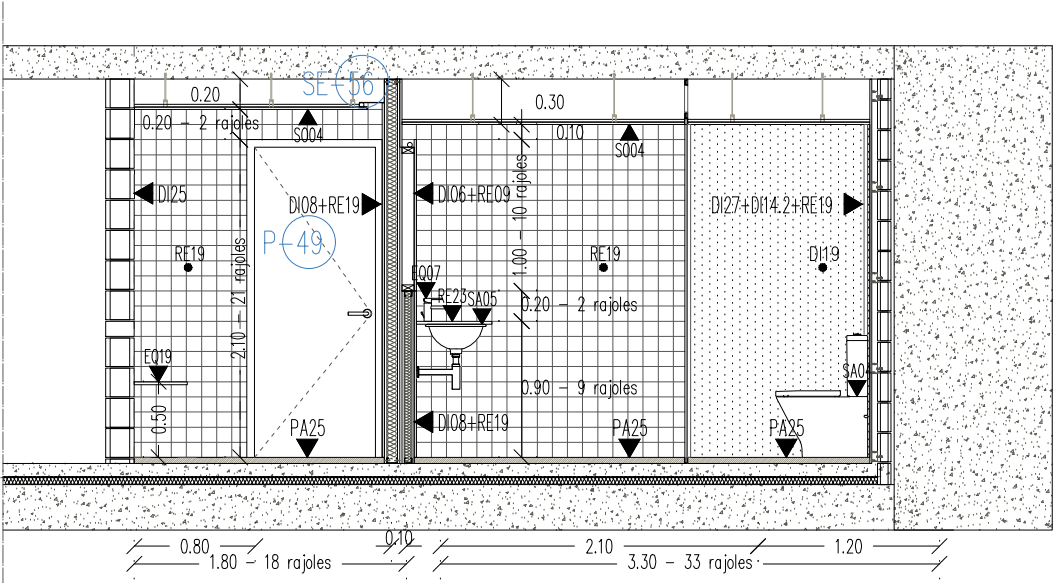 SE-56
0.20
0.30
0.20 - 2 rajoles
S004
0.10
S004
DI25
DI08+RE19
DI06+RE09
DI27+DI14.2+RE19
1.00 - 10 rajoles
P-49
RE19
RE19
DI19
2.10 - 21 rajoles
EQ07
RE23
SA05
0.20 - 2 rajoles
EQ19
0.90 - 9 rajoles
0.50
PA25
DI08+RE19
PA25
PA25
0.80
0.10
2.10
1.20
1.80 - 18 rajoles
3.30 - 33 rajoles